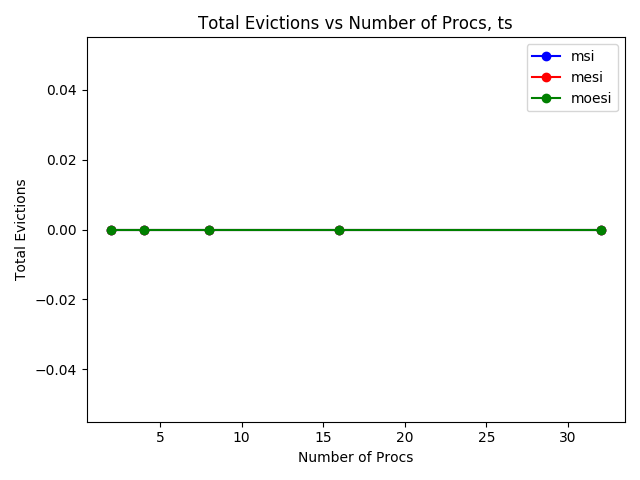 Total Evictions vs Number of Procs, ts
msi
mesi
moesi
Total Evictions
0.04
0.02
0.00
−0.02
−0.04
5 10 15 20 25 30
Number of Procs